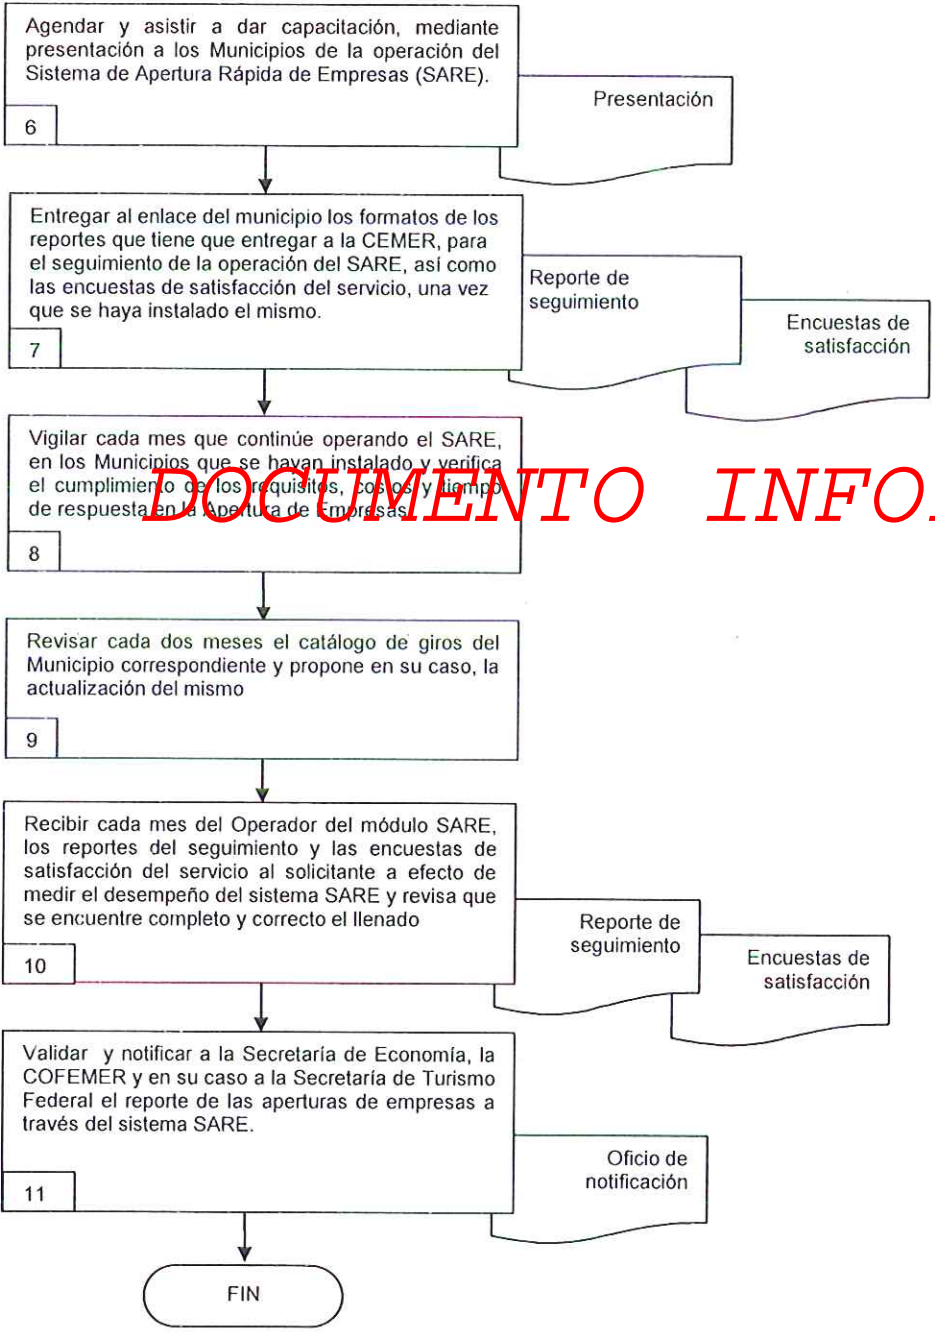 Agendar y asistir a dar capacitación, mediante
presentación a los Municipios de la operación del
Sistema de Apertura Rápida de Empresas (SARE).
6
Presentación
Entregar al enlace del municipio los formatos de los
reportes que tiene que entregar a la CEMER, para
el seguimiento de la operación del SARE, así como
las encuestas de satisfacción del servicio, una vez
que se haya instalado el mismo.
7
Reporte de
seguimiento
Encuestas de
satisfacción
Vigilar cada mes que continúe operando el SARE,
en los Municipios que se hayan instalado y verifica
el cumplimiento de los requisitos, costos y tiempo
de respuesta en la Apertura de Empresas
DOCUMENTO INFO
8
Revisar cada dos meses el catálogo de giros del
Municipio correspondiente y propone en su caso, la
actualización del mismo
9
Recibir cada mes del Operador del módulo SARE,
los reportes del seguimiento y las encuestas de
satisfacción del servicio al solicitante a efecto de
medir el desempeño del sistema SARE y revisa que
se encuentre completo y correcto el llenado
10
Reporte de
seguimiento
Encuestas de
satisfacción
Validar y notificar a la Secretaría de Economía, la
COFEMER y en su caso a la Secretaría de Turismo
Federal el reporte de las aperturas de empresas a
través del sistema SARE.
11
Oficio de
notificación
FIN